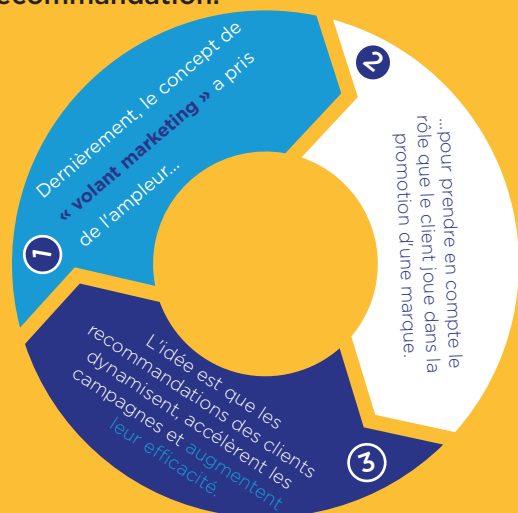 ecommandation.
1
Dernièrement, le concept de
« volant marketing » a pris
de l'ampleur...
2
...pour prendre en compte le
rôle que le client joue dans la
promotion d'une marque.
3
L'idée est que les
recommandations des clients
dynamisent, accélèrent les
campagnes et augmentent
leur efficacité.